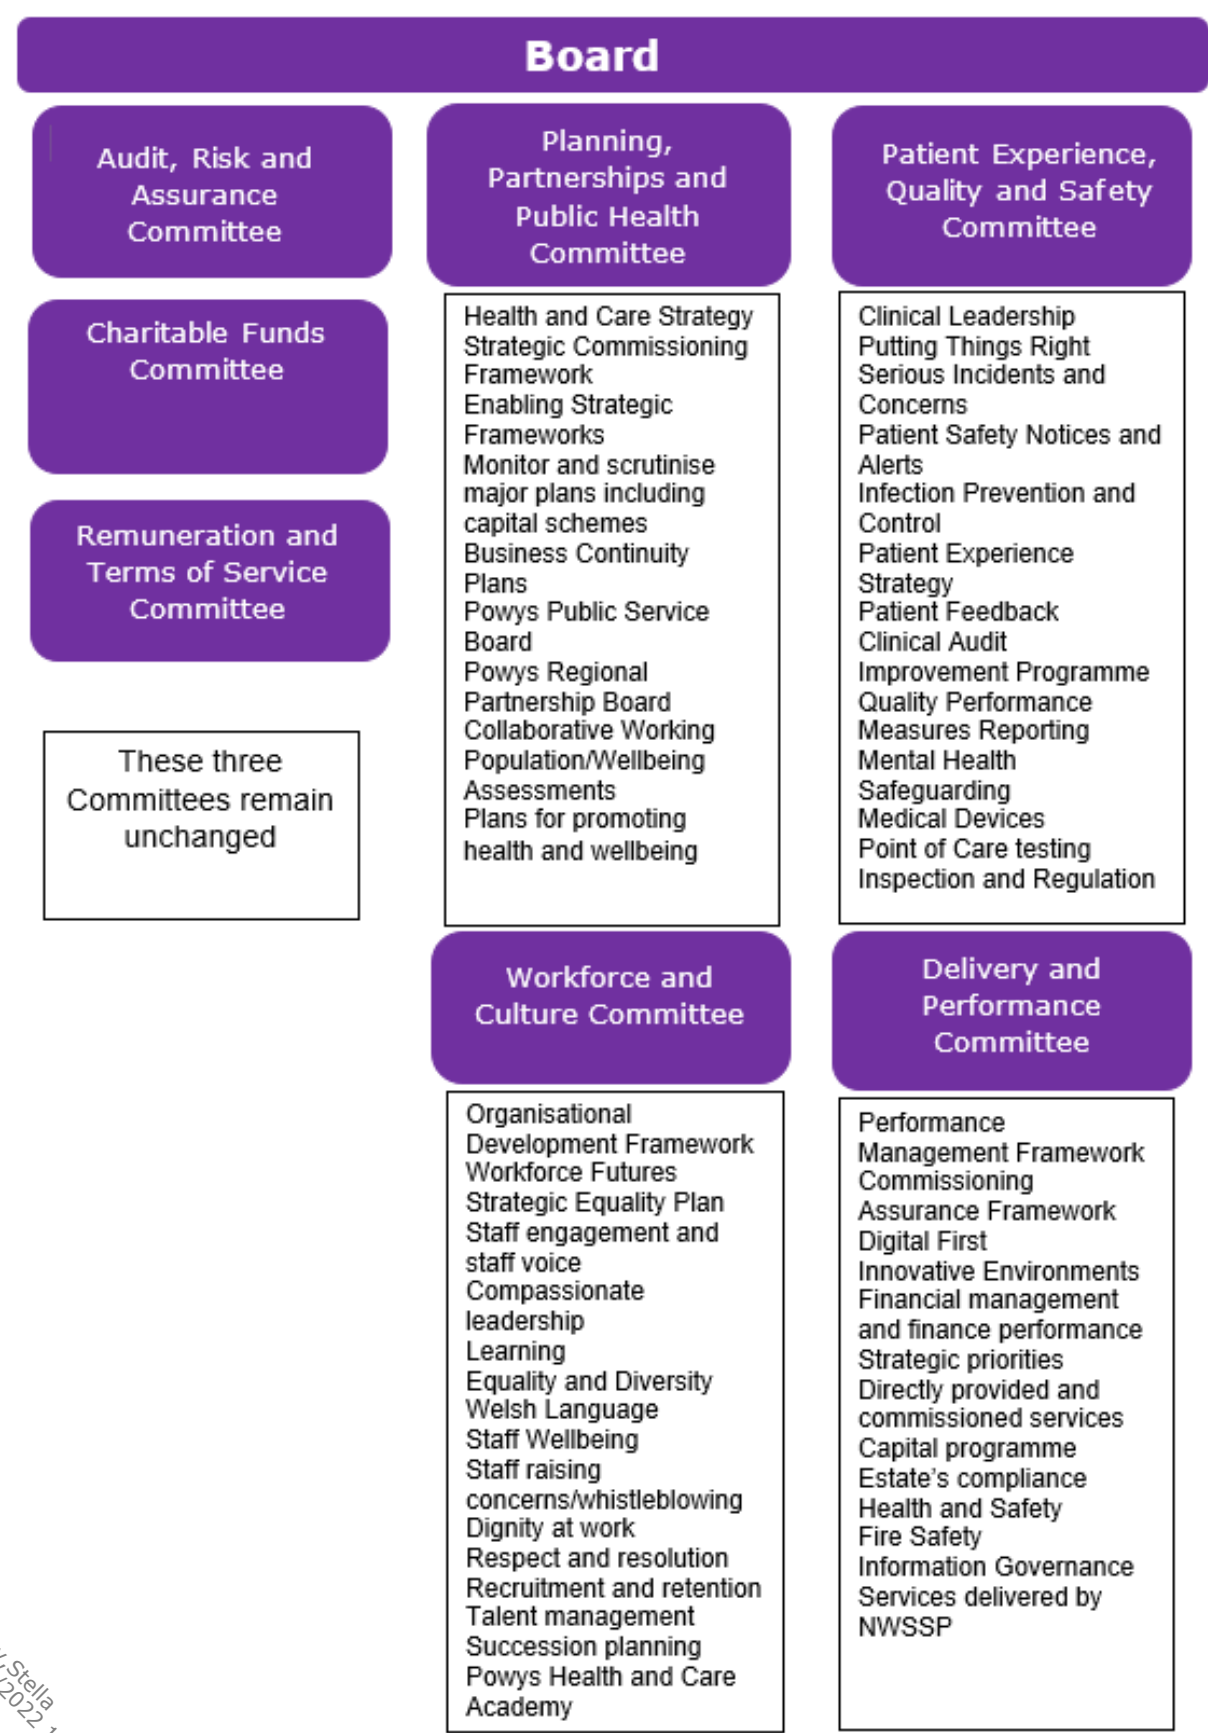 Board
Audit, Risk and
Assurance
Committee
Charitable Funds
Committee
Remuneration and
Terms of Service
Committee
These three
Committees remain
unchanged
Planning,
Partnerships and
Public Health
Committee
Health and Care Strategy
Strategic Commissioning
Framework
Enabling Strategic
Frameworks
Monitor and scrutinise
major plans including
capital schemes
Business Continuity
Plans
Powys Public Service
Board
Powys Regional
Partnership Board
Collaborative Working
Population/Wellbeing
Assessments
Plans for promoting
health and wellbeing
Patient Experience,
Quality and Safety
Committee
Clinical Leadership
Putting Things Right
Serious Incidents and
Concerns
Patient Safety Notices and
Alerts
Infection Prevention and
Control
Patient Experience
Strategy
Patient Feedback
Clinical Audit
Improvement Programme
Quality Performance
Measures Reporting
Mental Health
Safeguarding
Medical Devices
Point of Care testing
Inspection and Regulation
Workforce and
Culture Committee
Organisational
Development Framework
Workforce Futures
Strategic Equality Plan
Staff engagement and
staff voice
Compassionate
leadership
Learning
Equality and Diversity
Welsh Language
Staff Wellbeing
Staff raising
concerns/whistleblowing
Dignity at work
Respect and resolution
Recruitment and retention
Talent management
Succession planning
Powys Health and Care
Academy
Delivery and
Performance
Committee
Performance
Management Framework
Commissioning
Assurance Framework
Digital First
Innovative Environments
Financial management
and finance performance
Strategic priorities
Directly provided and
commissioned services
Capital programme
Estate's compliance
Health and Safety
Fire Safety
Information Governance
Services delivered by
NWSSP
Stella
/2022